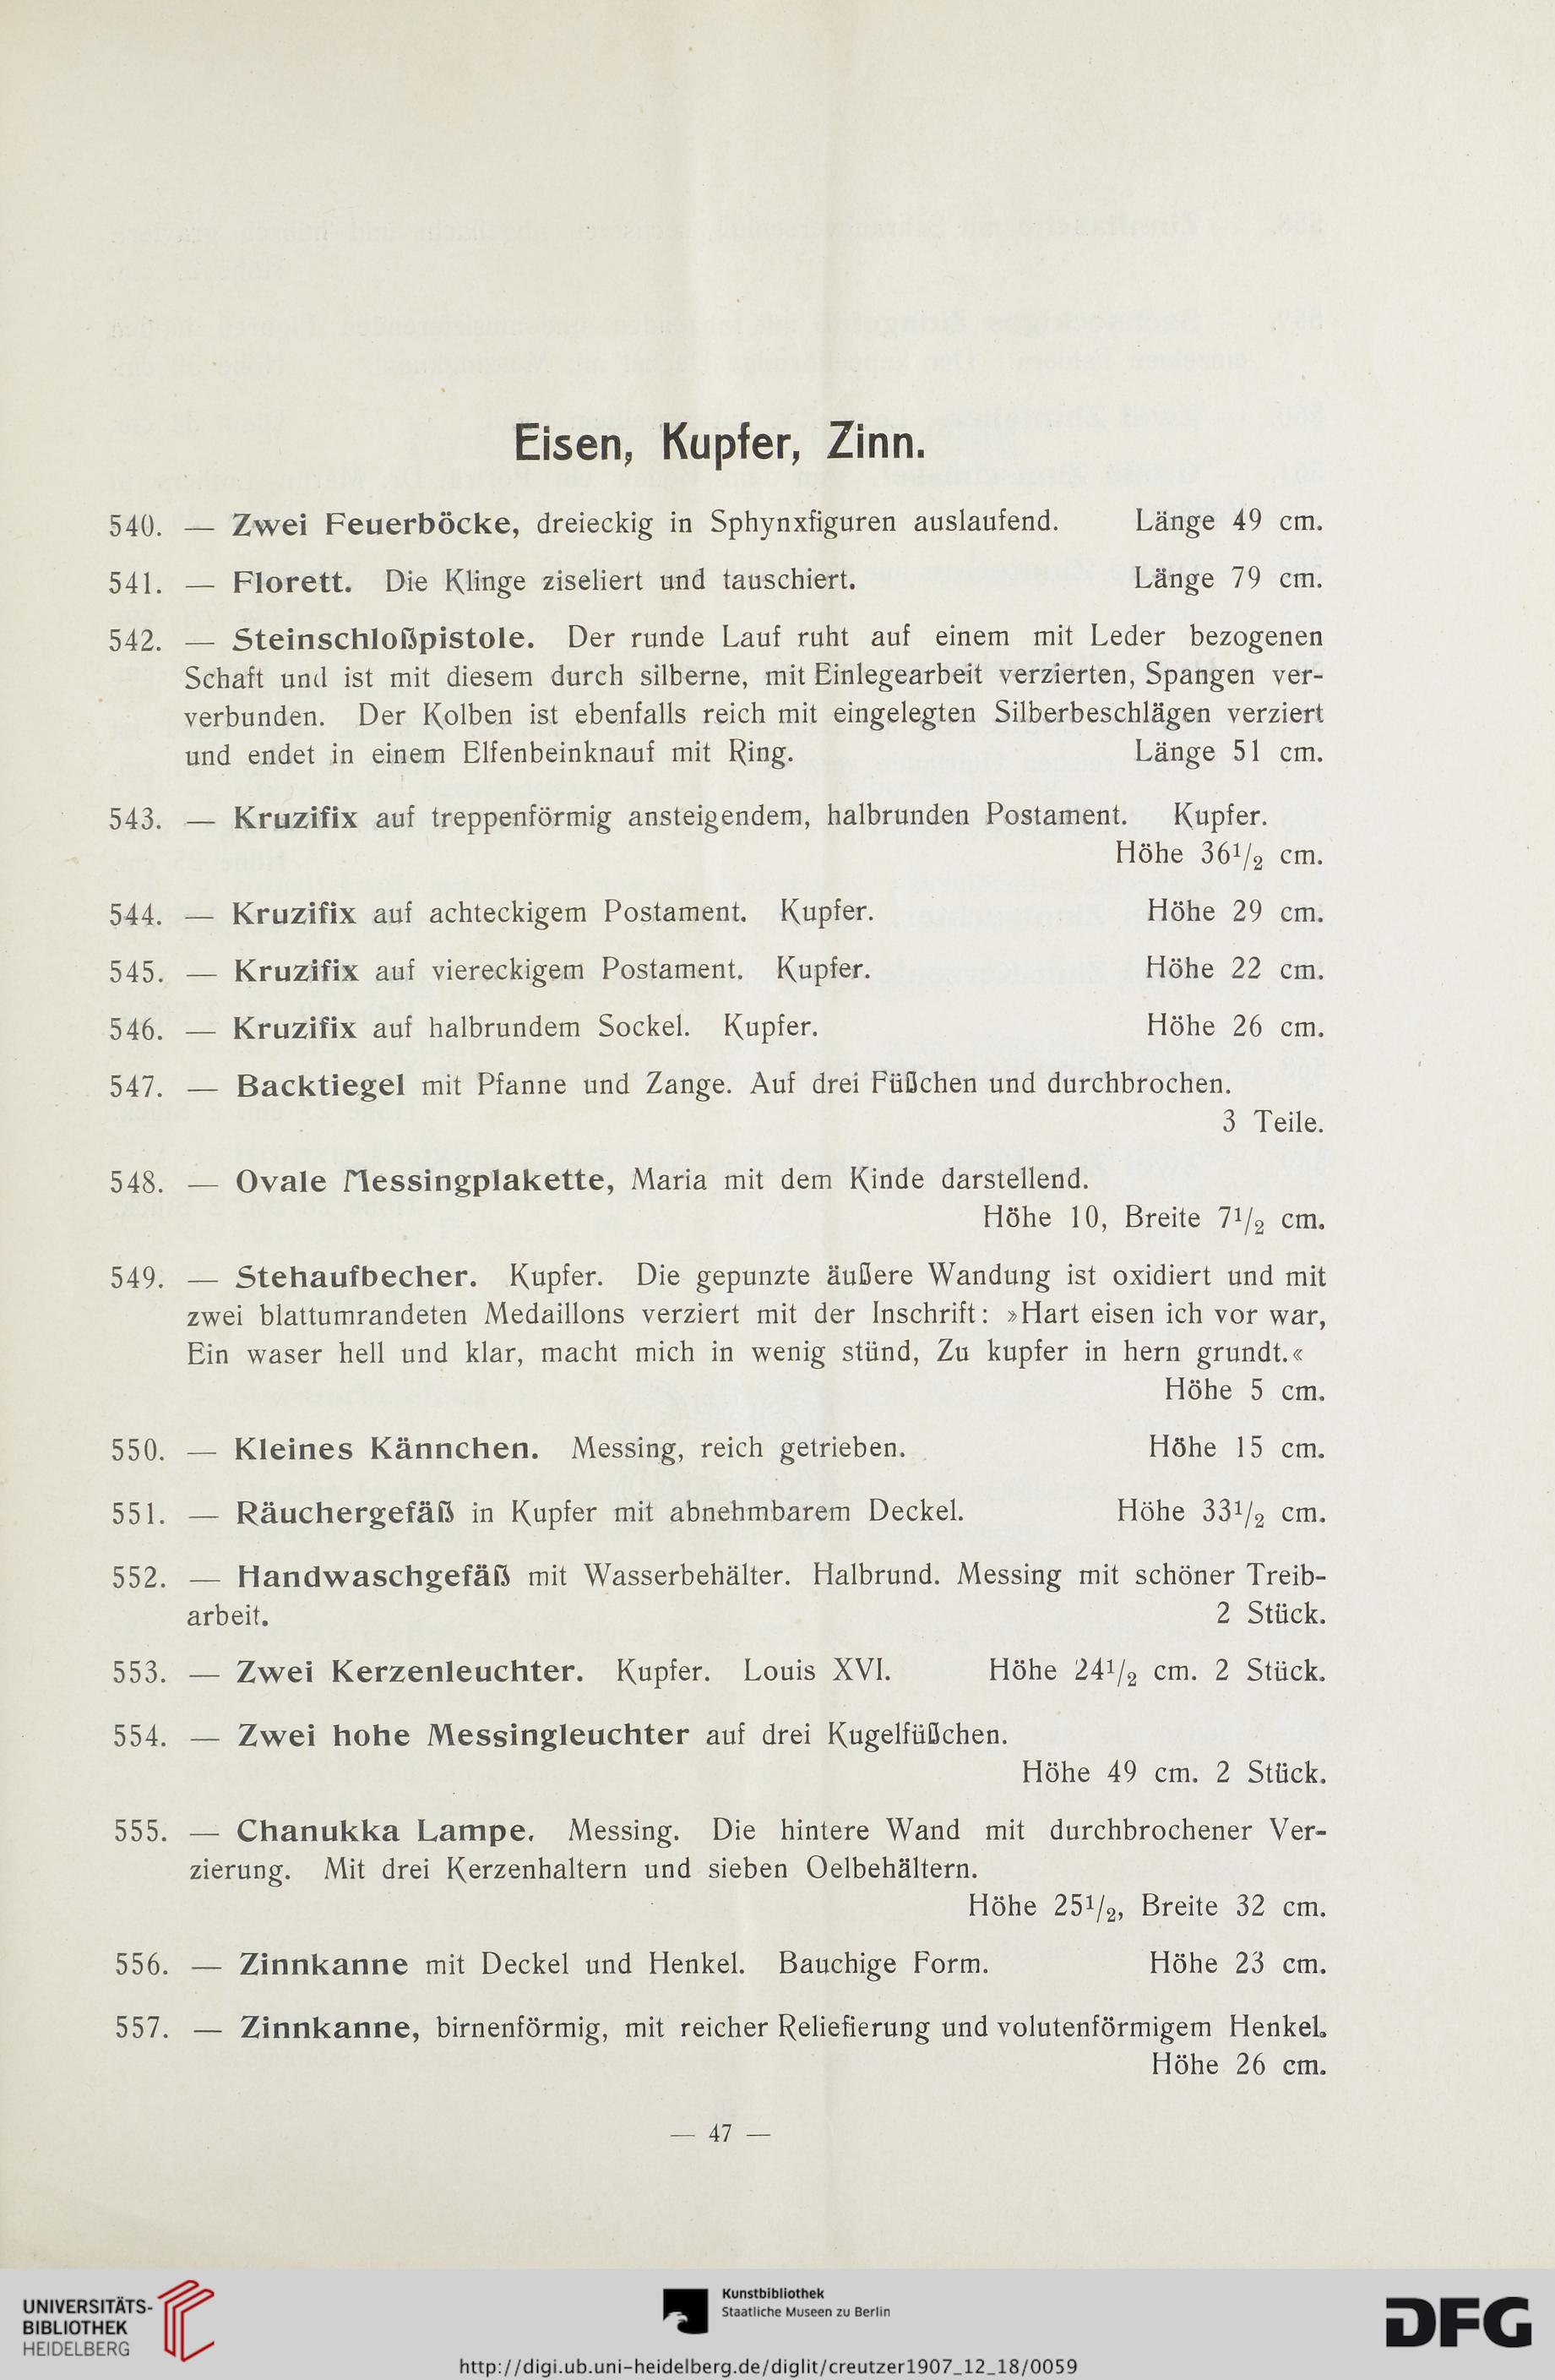 Eisen, Kupfer, Zinn.
540. — Zwei Feuerböcke, dreieckig in Sphynxfiguren auslaufend. Länge 49 cm.
541. — Florett. Die Klinge ziseliert und tauschiert. Länge 79 cm.
542. — Steinschloßpistole. Der runde Lauf ruht auf einem mit Leder bezogenen
Schaft und ist mit diesem durch silberne, mit Einlegearbeit verzierten, Spangen ver-
verbunden. Der Kolben ist ebenfalls reich mit eingelegten Silberbeschlägen verziert
und endet in einem Elfenbeinknauf mit Ring. Länge 51 cm.
543. — Kruzifix auf treppenförmig ansteigendem, halbrunden Postament. Kupfer.
Höhe 36¹/₂ cm.
544. — Kruzifix auf achteckigem Postament. Kupfer. Höhe 29 cm.
545. — Kruzifix auf viereckigem Postament. Kupfer. Höhe 22 cm.
546. — Kruzifix auf halbrundem Sockel. Kupfer. Höhe 26 cm.
547. — Backtiegel mit Pfanne und Zange. Auf drei Füßchen und durchbrochen.
3 Teile.
548. — Ovale Messingplakette, Maria mit dem Kinde darstellend.
Höhe 10, Breite 7¹/₂ cm.
549. — Stehaufbecher. Kupfer. Die gepunzte äußere Wandung ist oxidiert und mit
zwei blattumrandeten Medaillons verziert mit der Inschrift: »Hart eisen ich vor war,
Ein waser hell und klar, macht mich in wenig stünd, Zu kupfer in hern grundt.«
Höhe 5 cm.
550. — Kleines Kännchen. Messing, reich getrieben. Höhe 15 cm.
551. — Räuchergefäß in Kupfer mit abnehmbarem Deckel. Höhe 33¹/₂ cm.
552. — Handwaschgefäß mit Wasserbehälter. Halbrund. Messing mit schöner Treib-
arbeit. 2 Stück.
553. — Zwei Kerzenleuchter. Kupfer. Louis XVI. Höhe 24¹/₂ cm. 2 Stück.
554. — Zwei hohe Messingleuchter auf drei Kugelfüßchen.
Höhe 49 cm. 2 Stück.
555. — Chanukka Lampe. Messing. Die hintere Wand mit durchbrochener Ver-
zierung. Mit drei Kerzenhaltern und sieben Oelbehältern.
Höhe 25¹/₂, Breite 32 cm.
556. — Zinnkanne mit Deckel und Henkel. Bauchige Form. Höhe 23 cm.
557. — Zinnkanne, birnenförmig, mit reicher Reliefierung und volutenförmigem Henkel.
Höhe 26 cm.
— 47 —
UNIVERSITÄTS-
BIBLIOTHEK
HEIDELBERG
Kunstbibliothek
Staatliche Museen zu Berlin
DFG
http://digi.ub.uni-heidelberg.de/diglit/creutzer1907_12_18/0059